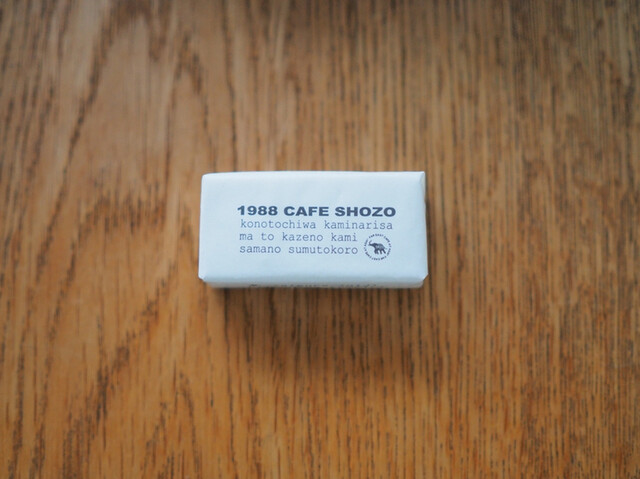 1988 CAFE SHOZO
konotochiwa kaminarisa
ma to kazeno kami
samano sumutokoro